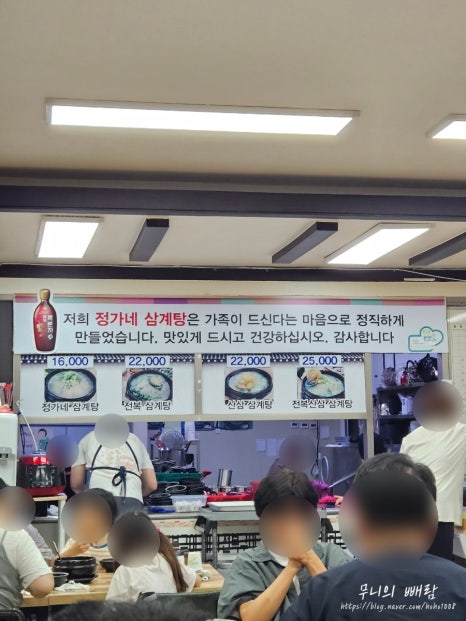 저희 정가네 삼계탕은 가족이 드신다는 마음으로 정직하게
만들었습니다. 맛있게 드시고 건강하십시오. 감사합니다
16,000
22,000
22,000
25,000
정가네·삼계탕
전복·삼계탕
산삼·삼계탕
전복산삼·삼계탕
무니의 빼람
https://blog.naver.com/hoho1008